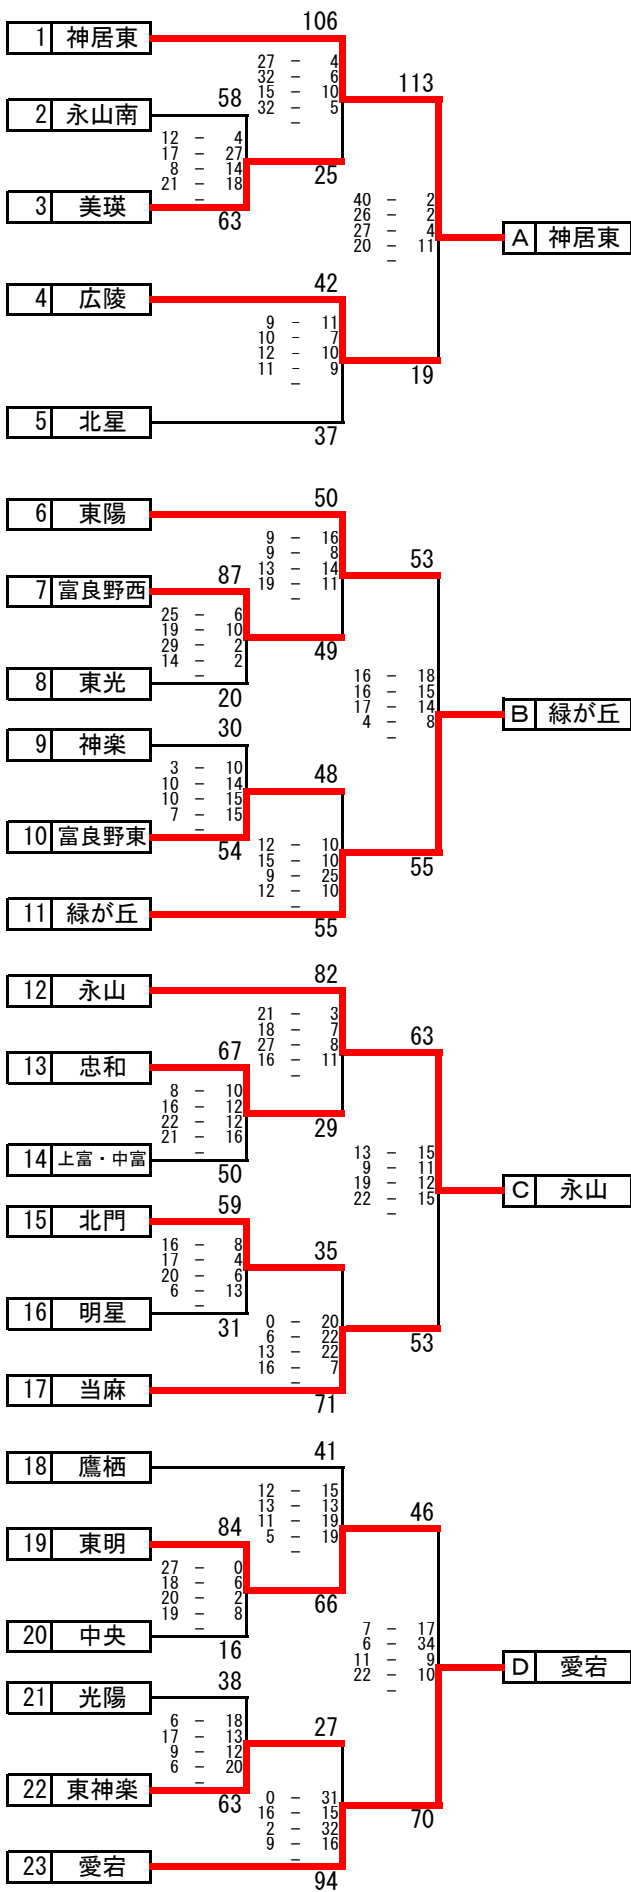 106
1 神居東
27 － 4
32 － 6
15 － 10
32 － 5
－
113
58
2 永山南
12 － 4
17 － 27
8 － 14
21 － 18
－
25
3 美瑛
63
40 － 2
26 － 2
27 － 4
20 － 11
－
A 神居東
42
4 広陵
9 － 11
10 － 7
12 － 10
11 － 9
－
19
5 北星
37
50
6 東陽
9 － 16
9 － 8
13 － 14
19 － 11
－
53
87
7 富良野西
25 － 6
19 － 10
29 － 2
14 － 2
－
49
8 東光
20
16 － 18
16 － 15
17 － 14
4 － 8
－
B 緑が丘
30
9 神楽
3 － 10
10 － 14
10 － 15
7 － 15
－
48
10 富良野東
54
12 － 10
15 － 10
9 － 25
12 － 10
－
55
11 緑が丘
55
82
12 永山
21 － 3
18 － 7
27 － 8
16 － 11
－
63
67
13 忠和
8 － 10
16 － 12
22 － 12
21 － 16
－
29
14 上富・中富
50
13 － 15
9 － 11
19 － 12
22 － 15
－
C 永山
59
15 北門
16 － 8
17 － 4
20 － 6
6 － 13
－
35
16 明星
31
0 － 20
6 － 22
13 － 22
16 － 7
－
53
17 当麻
71
41
18 鷹栖
12 － 15
13 － 13
11 － 19
5 － 19
－
46
84
19 東明
27 － 0
18 － 6
20 － 2
19 － 8
－
66
20 中央
16
7 － 17
6 － 34
11 － 9
22 － 10
－
D 愛宕
38
21 光陽
6 － 18
17 － 13
9 － 12
6 － 20
－
27
22 東神楽
63
0 － 31
16 － 15
2 － 32
9 － 16
－
70
23 愛宕
94